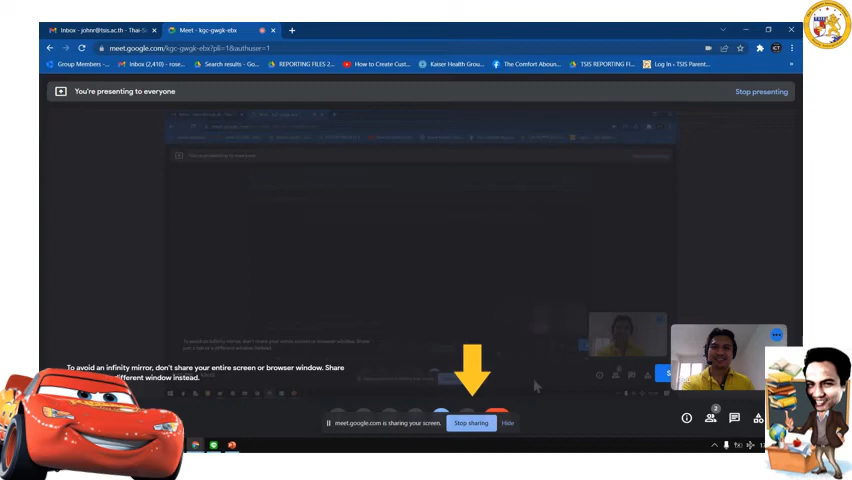 Inbox - johnr@tsis.ac.th - Thai-S
Meet - kgc-gwgk-ebx
meet.google.com/kgc-gwgk-ebx?pli=1&authuser=1
Group Members -...
Inbox (2,410) - rose...
Search results - Go...
REPORTING FILES 2...
How to Create Cust...
Kaiser Health Grou...
The Comfort Aboun...
TSIS REPORTING FI...
Log In ‹ TSIS Parent...
You're presenting to everyone
Stop presenting
To avoid an infinity mirror, don't share your entire screen or browser window. Share
different window instead.
meet.google.com is sharing your screen.
Stop sharing
Hide
2
ICT